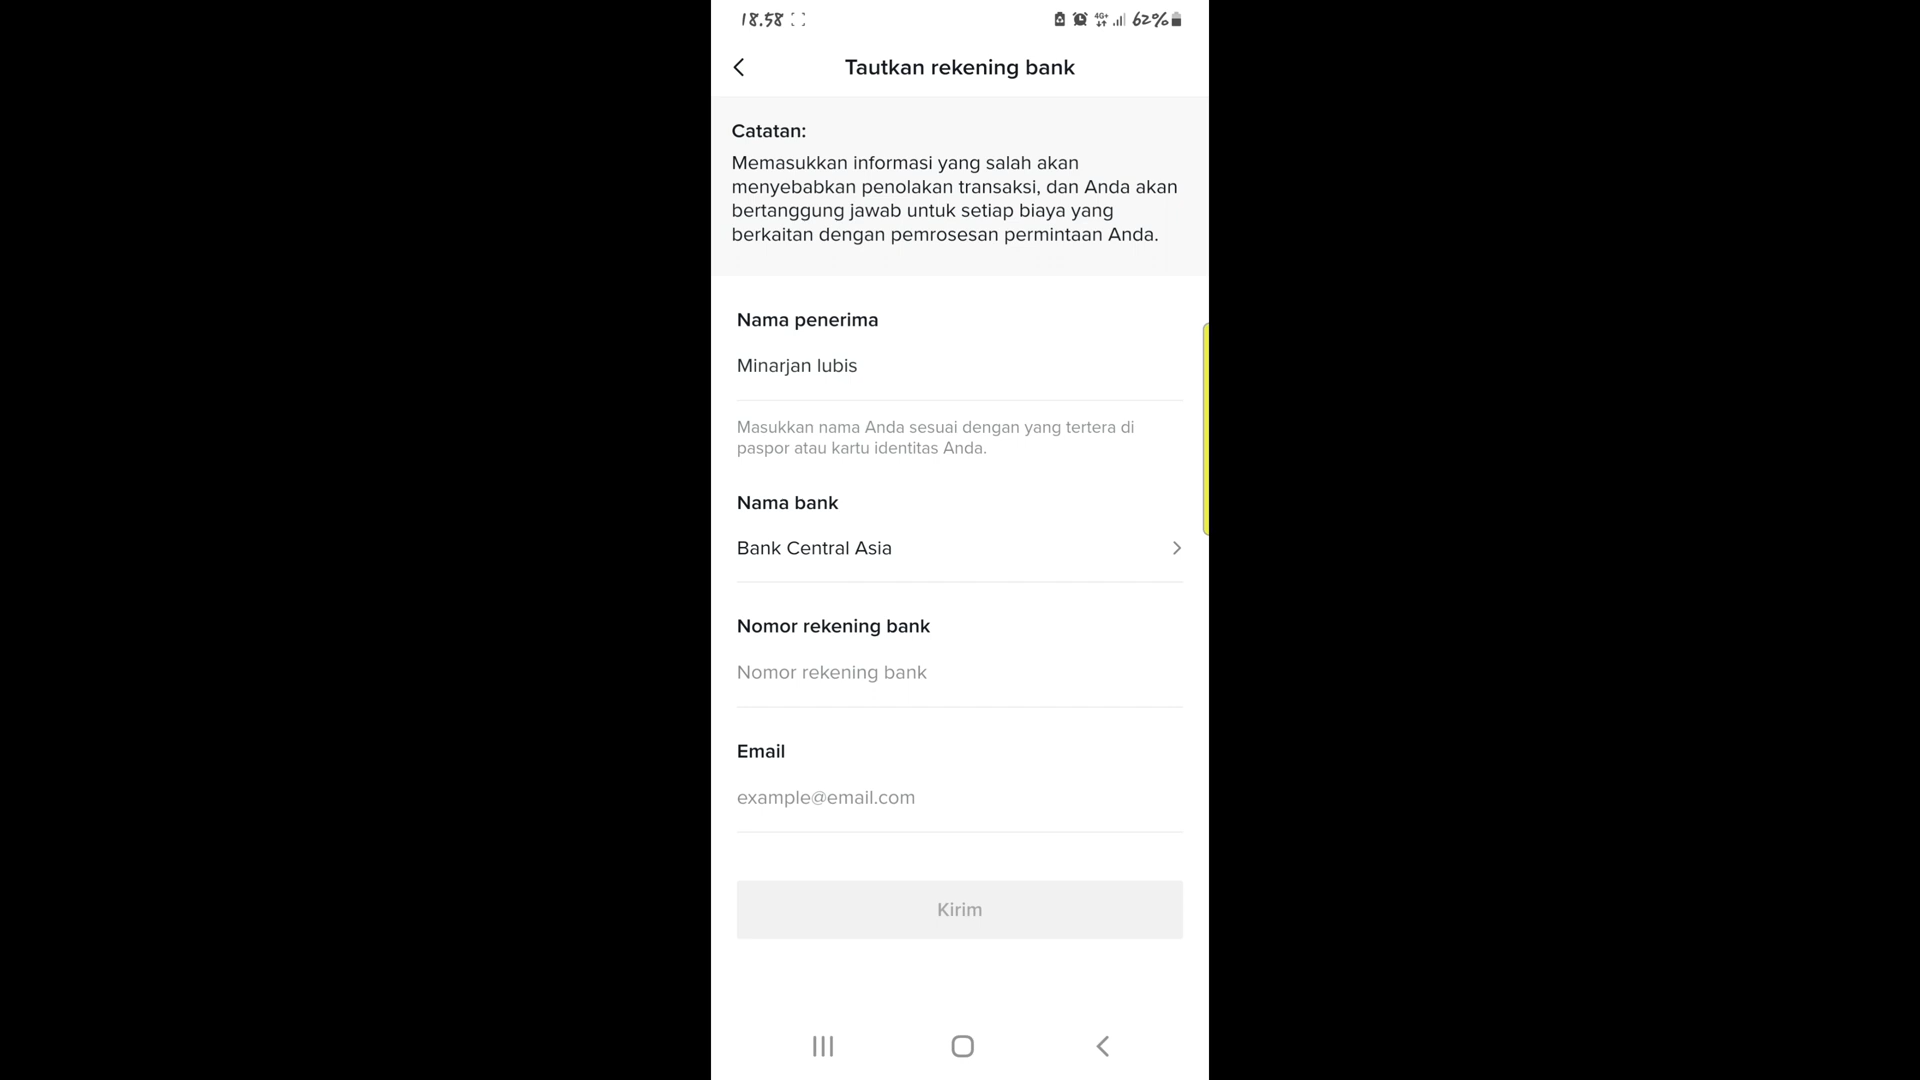 18.58
4G+ 62%
Tautkan rekening bank
Catatan:
Memasukkan informasi yang salah akan
menyebabkan penolakan transaksi, dan Anda akan
bertanggung jawab untuk setiap biaya yang
berkaitan dengan pemrosesan permintaan Anda.
Nama penerima
Minarjan lubis
Masukkan nama Anda sesuai dengan yang tertera di
paspor atau kartu identitas Anda.
Nama bank
Bank Central Asia
Nomor rekening bank
Nomor rekening bank
Email
example@email.com
Kirim